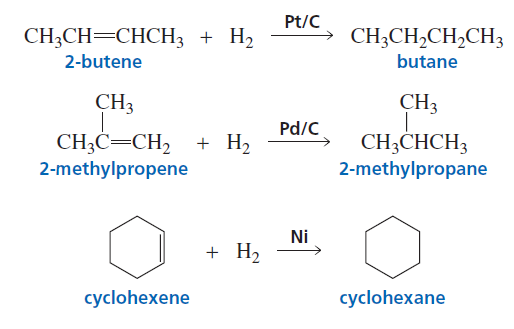 CH₃CH=CHCH₃ + H₂ Pt/C → CH₃CH₂CH₂CH₃
2-butene butane
CH₃ CH₃
CH₃C=CH₂ + H₂ Pd/C → CH₃CHCH₃
2-methylpropene 2-methylpropane
+ H₂ Ni →
cyclohexene cyclohexane